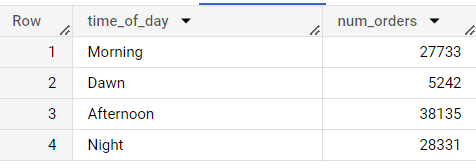 Row time_of_day num_orders
1 Morning 27733
2 Dawn 5242
3 Afternoon 38135
4 Night 28331